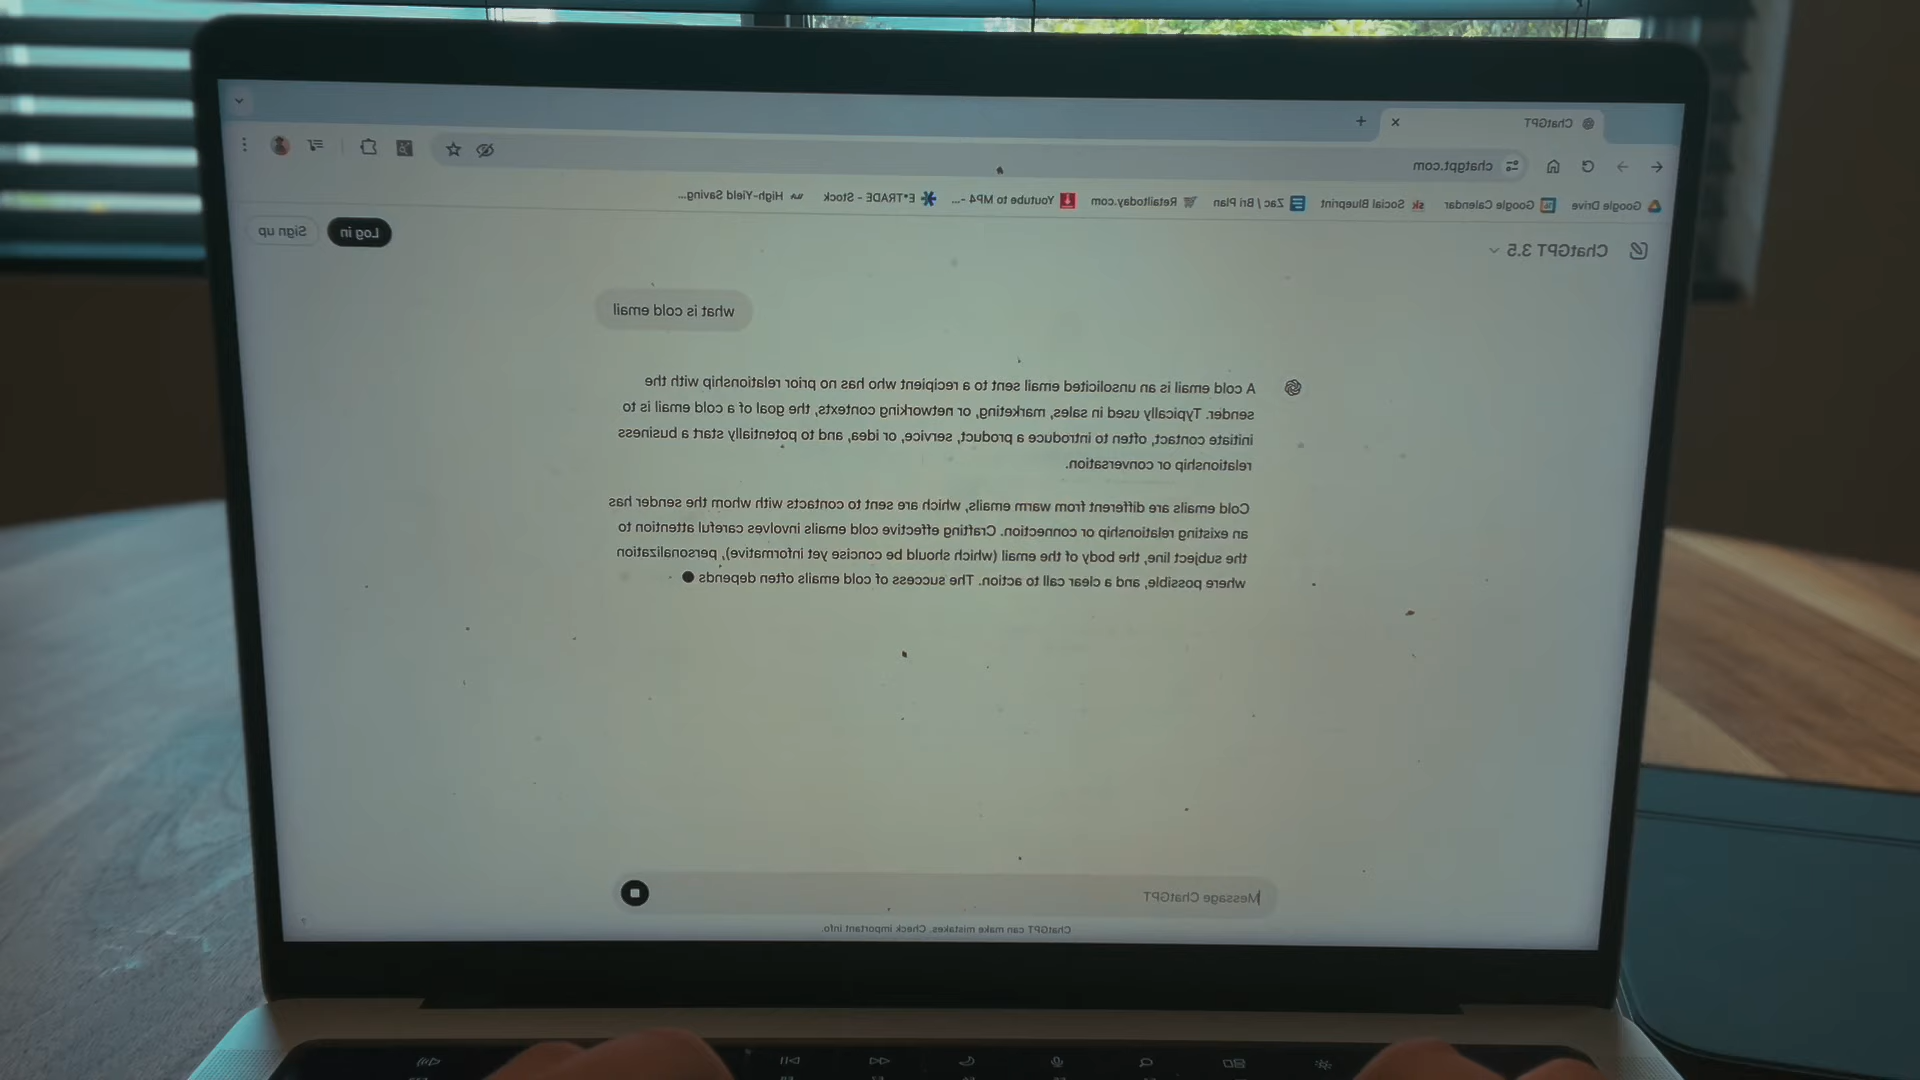 ChatGPT
chatgpt.com
Google Drive
Google Calendar
Social Blueprint
Zac / Bri Plan
Retailtoday.com
Youtube to MP4 -...
E*TRADE - Stock
High-Yield Saving...
ChatGPT 3.5
Log in
Sign up
what is cold email
A cold email is an unsolicited email sent to a recipient who has no prior relationship with the
sender. Typically used in sales, marketing, or networking contexts, the goal of a cold email is to
initiate contact, often to introduce a product, service, or idea, and to potentially start a business
relationship or conversation.
Cold emails are different from warm emails, which are sent to contacts with whom the sender has
an existing relationship or connection. Crafting effective cold emails involves careful attention to
the subject line, the body of the email (which should be concise yet informative), personalization
where possible, and a clear call to action. The success of cold emails often depends
Message ChatGPT
ChatGPT can make mistakes. Check important info.